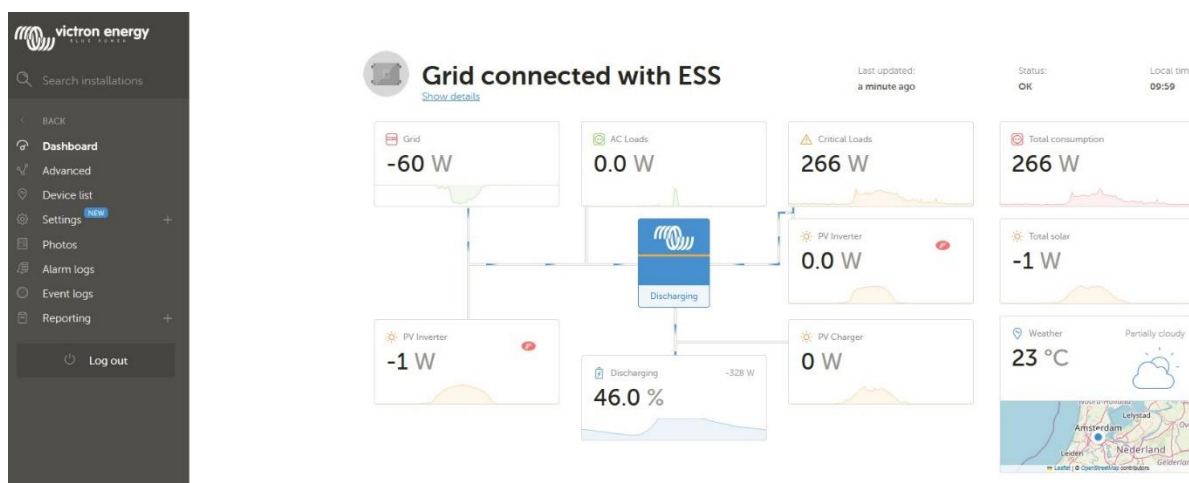 victron energy
BLUE POWER
Search installations
BACK
Dashboard
Advanced
Device list
Settings NEW
Photos
Alarm logs
Event logs
Reporting
Log out
Grid connected with ESS
Show details
Last updated:
a minute ago
Status:
OK
Local tim
09:59
Grid
-60 W
AC Loads
0.0 W
Critical Loads
266 W
Total consumption
266 W
Discharging
PV Inverter
0.0 W
Total solar
-1 W
PV Inverter
-1 W
Discharging -328 W
46.0 %
PV Charger
0 W
Weather Partially cloudy
23 °C
Noord-Holland
Lelystad
Amsterdam
Leiden
Nederland
Gelderlan
Leaflet | © OpenStreetMap contributors